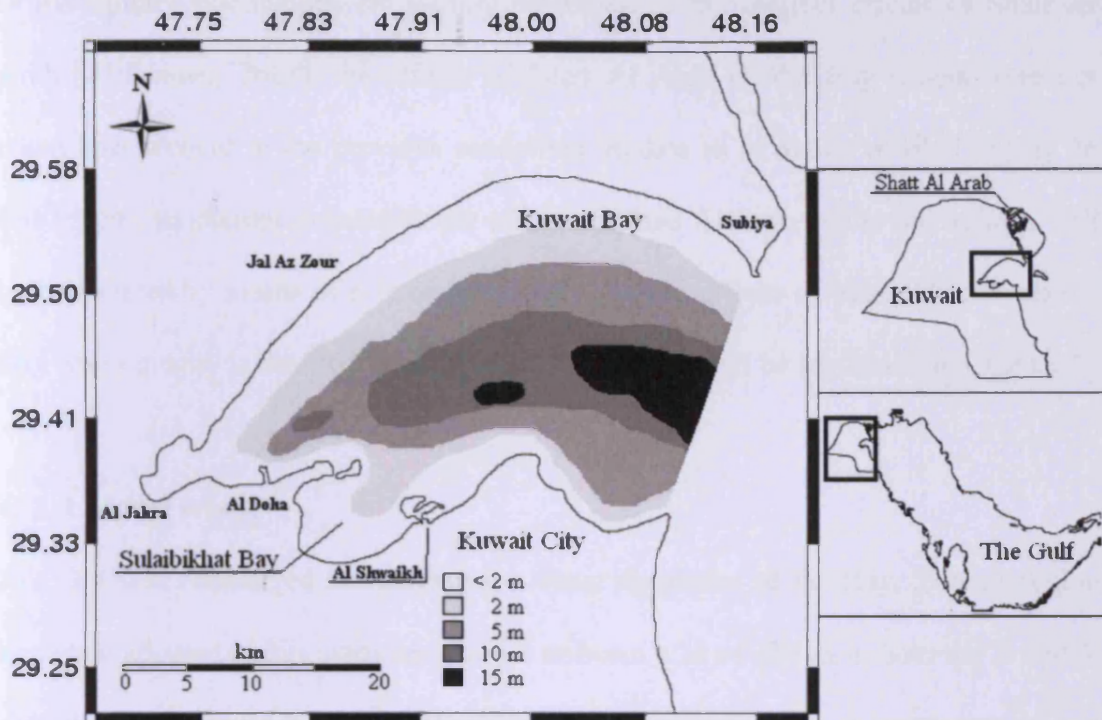 47.75 47.83 47.91 48.00 48.08 48.16
N
29.58
29.50
29.41
29.33
29.25
Kuwait Bay
Subiya
Jal Az Zour
Al Jahra
Al Doha
Sulaibikhat Bay
Al Shwaikh
Kuwait City
< 2 m
2 m
5 m
10 m
15 m
km
0 5 10 20
Shatt Al Arab
Kuwait
The Gulf